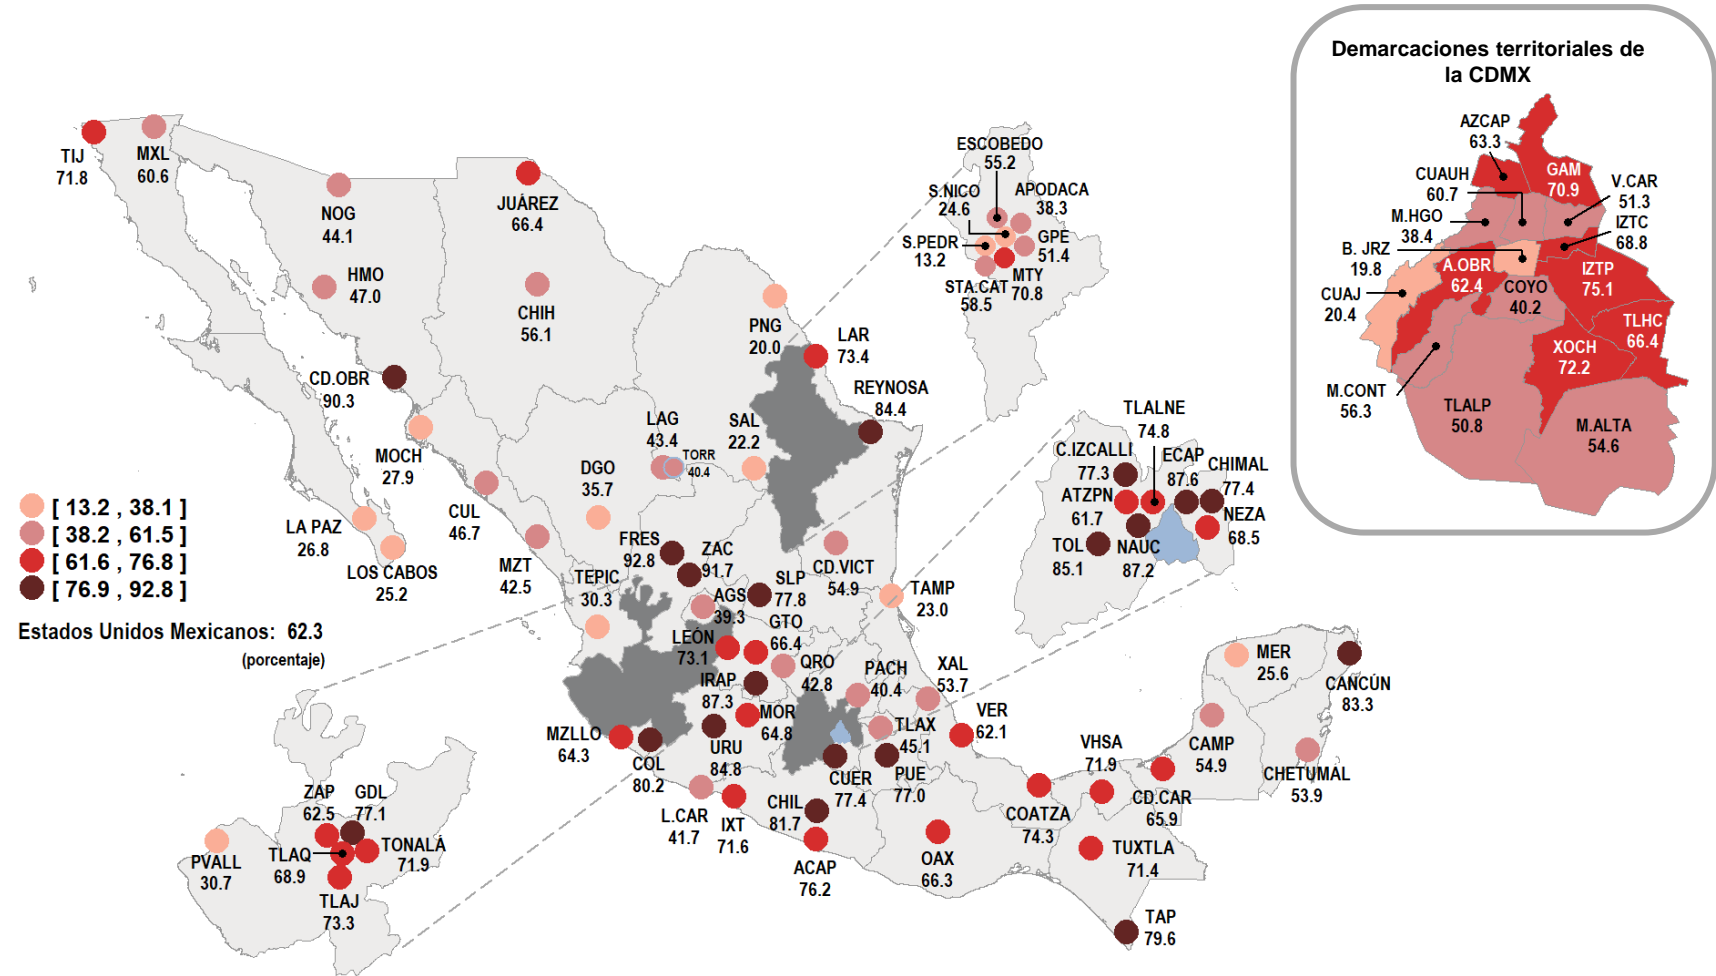 Demarcaciones territoriales de
la CDMX
AZCAP
63.3
CUAUH
60.7
GAM
70.9
V.CAR
51.3
M.HGO
38.4
IZTC
68.8
B. JRZ
19.8
A.OBR
62.4
IZTP
75.1
CUAJ
20.4
COYO
40.2
TLHC
66.4
XOCH
72.2
M.CONT
56.3
TLALP
50.8
M.ALTA
54.6
TIJ
71.8
MXL
60.6
NOG
44.1
HMO
47.0
JUÁREZ
66.4
CHIH
56.1
CD.OBR
90.3
MOCH
27.9
LA PAZ
26.8
LOS CABOS
25.2
CUL
46.7
MZT
42.5
DGO
35.7
LAG
43.4
TORR
40.4
SAL
22.2
PNG
20.0
LAR
73.4
REYNOSA
84.4
ESCOBEDO
55.2
S.NICO
24.6
APODACA
38.3
S.PEDR
13.2
GPE
51.4
MTY
70.8
STA.CAT
58.5
TLALNE
74.8
C.IZCALLI
77.3
ECAP
87.6
CHIMAL
77.4
ATZPN
61.7
NEZA
68.5
TOL
85.1
NAUC
87.2
[ 13.2 , 38.1 ]
[ 38.2 , 61.5 ]
[ 61.6 , 76.8 ]
[ 76.9 , 92.8 ]
Estados Unidos Mexicanos: 62.3
(porcentaje)
FRES
92.8
ZAC
91.7
SLP
77.8
CD.VICT
54.9
TAMP
23.0
TEPIC
30.3
AGS
39.3
GTO
66.4
LEÓN
73.1
QRO
42.8
IRAP
87.3
PACH
40.4
XAL
53.7
MOR
64.8
TLAX
45.1
VER
62.1
MZLLO
64.3
COL
80.2
URU
84.8
CUER
77.4
PUE
77.0
L.CAR
41.7
IXT
71.6
CHIL
81.7
ACAP
76.2
OAX
66.3
COATZA
74.3
VHSA
71.9
CD.CAR
65.9
TUXTLA
71.4
TAP
79.6
MER
25.6
CANCÚN
83.3
CAMP
54.9
CHETUMAL
53.9
ZAP
62.5
GDL
77.1
PVALL
30.7
TLAQ
68.9
TONALÁ
71.9
TLAJ
73.3